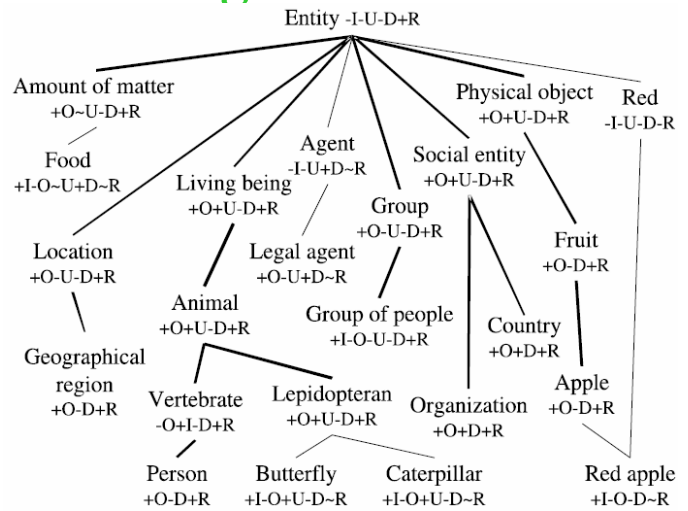 Entity -I-U-D+R
Amount of matter
+O~U-D+R
Physical object
+O+U-D+R
Red
-I-U-D-R
Agent
-I-U+D~R
Social entity
+O+U-D+R
Food
+I-O~U+D~R
Living being
+O+U-D+R
Group
+O-U-D+R
Location
+O-U-D+R
Legal agent
+O-U+D~R
Fruit
+O-D+R
Animal
+O+U-D+R
Group of people
+I-O-U-D+R
Country
+O+D+R
Geographical
region
+O-D+R
Vertebrate
-O+I-D+R
Lepidopteran
+O+U-D+R
Organization
+O+D+R
Apple
+O-D+R
Person
+O-D+R
Butterfly
+I-O+U-D~R
Caterpillar
+I-O+U-D~R
Red apple
+I-O-D~R